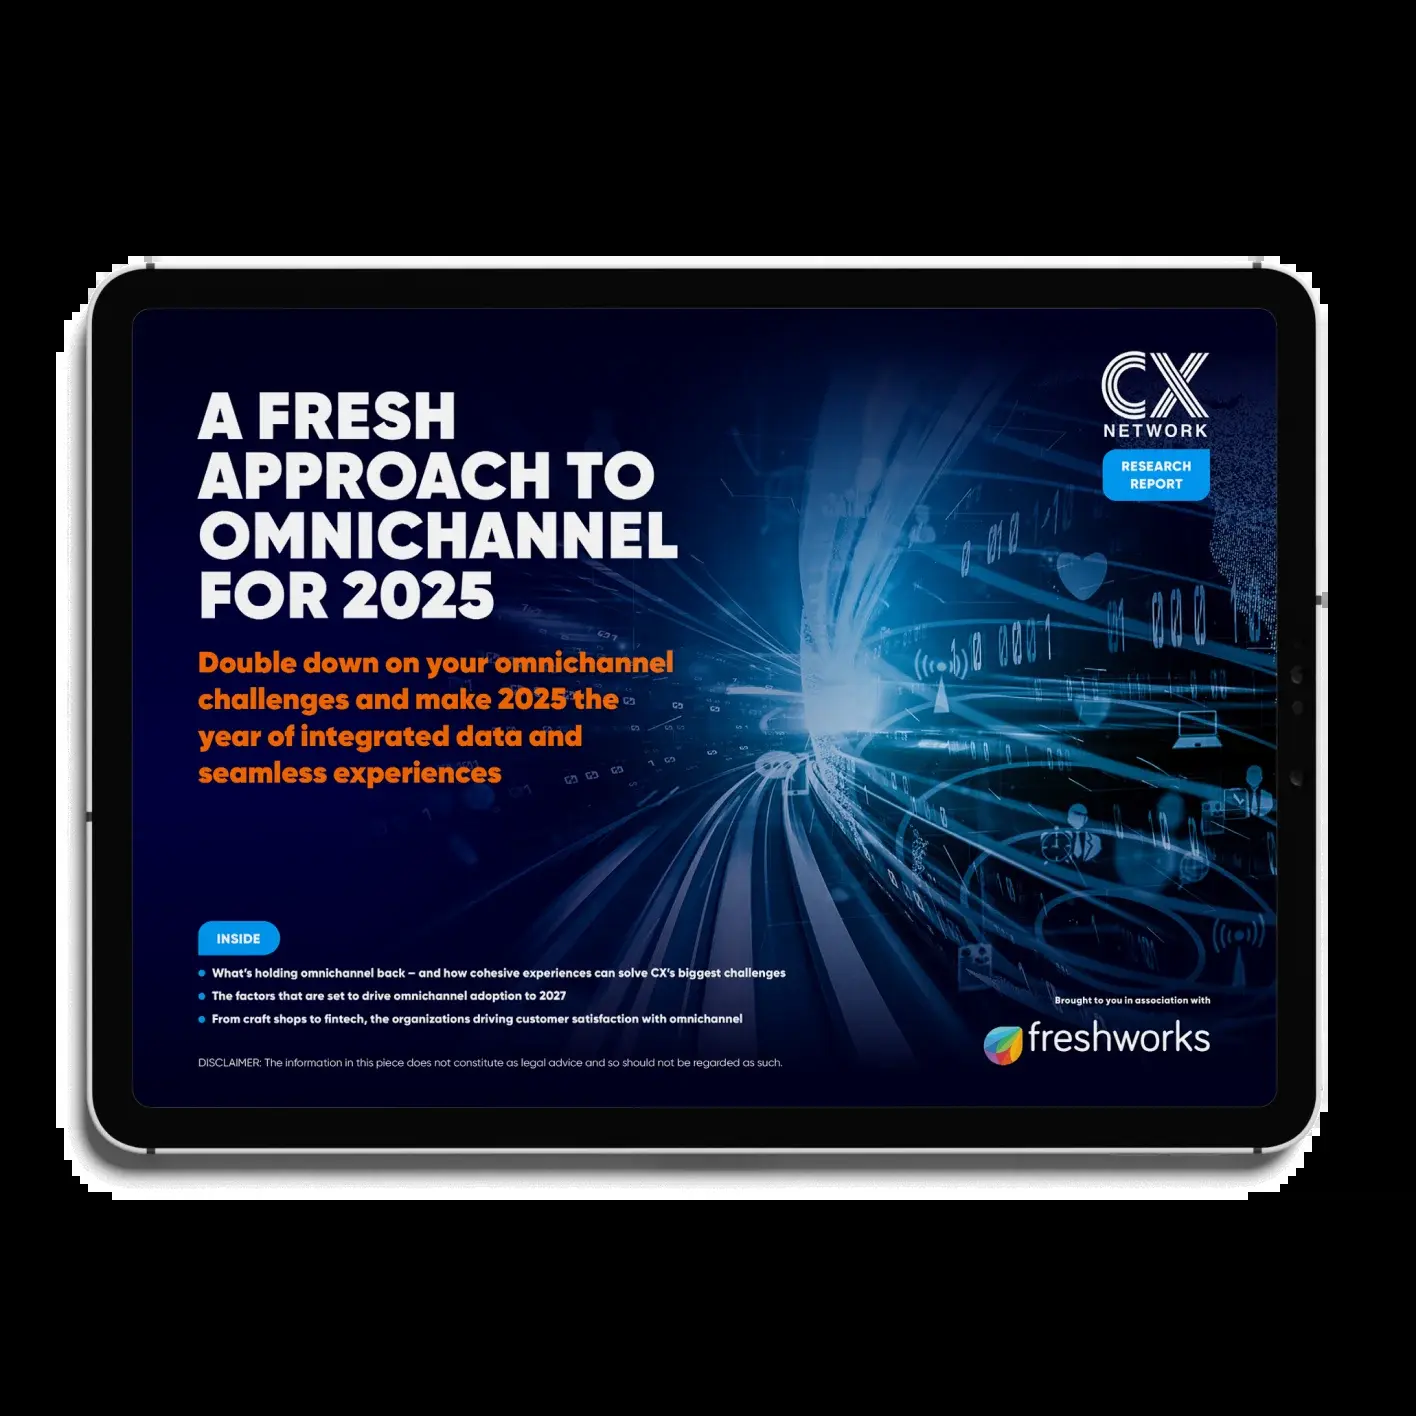 A FRESH
APPROACH TO
OMNICHANNEL
FOR 2025
Double down on your omnichannel
challenges and make 2025 the
year of integrated data and
seamless experiences
CX
NETWORK
RESEARCH
REPORT
INSIDE
What's holding omnichannel back – and how cohesive experiences can solve CX's biggest challenges
The factors that are set to drive omnichannel adoption to 2027
From craft shops to fintech, the organizations driving customer satisfaction with omnichannel
DISCLAIMER: The information in this piece does not constitute as legal advice and so should not be regarded as such.
Brought to you in association with
freshworks